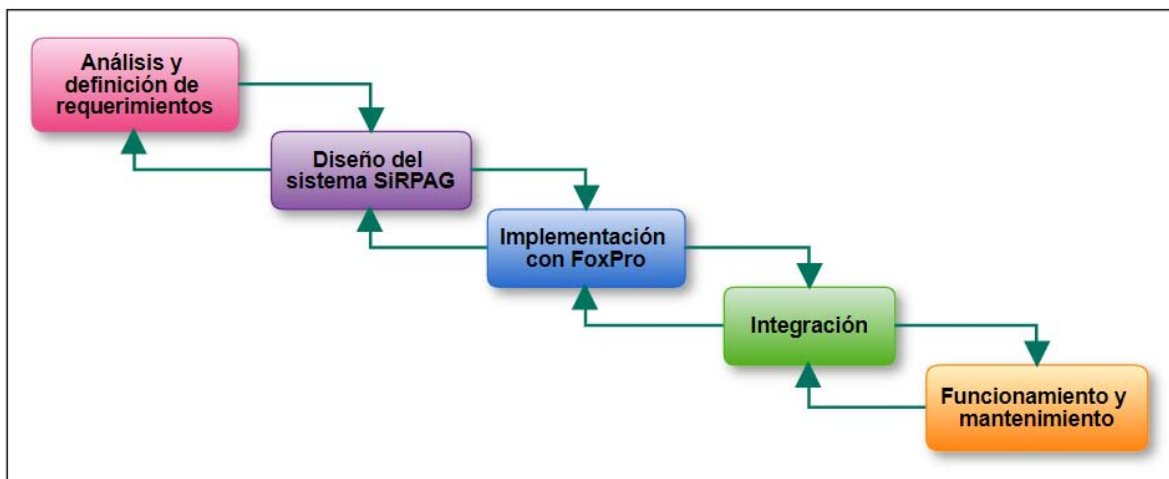 Análisis y
definición de
requerimientos
Diseño del
sistema SiRPAG
Implementación
con FoxPro
Integración
Funcionamiento y
mantenimiento